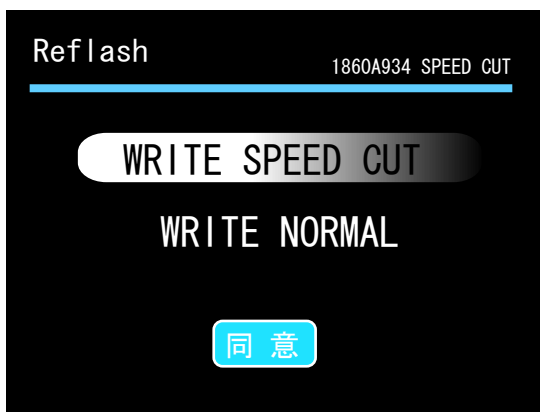 Reflash
1860A934 SPEED CUT
WRITE SPEED CUT
WRITE NORMAL
同意